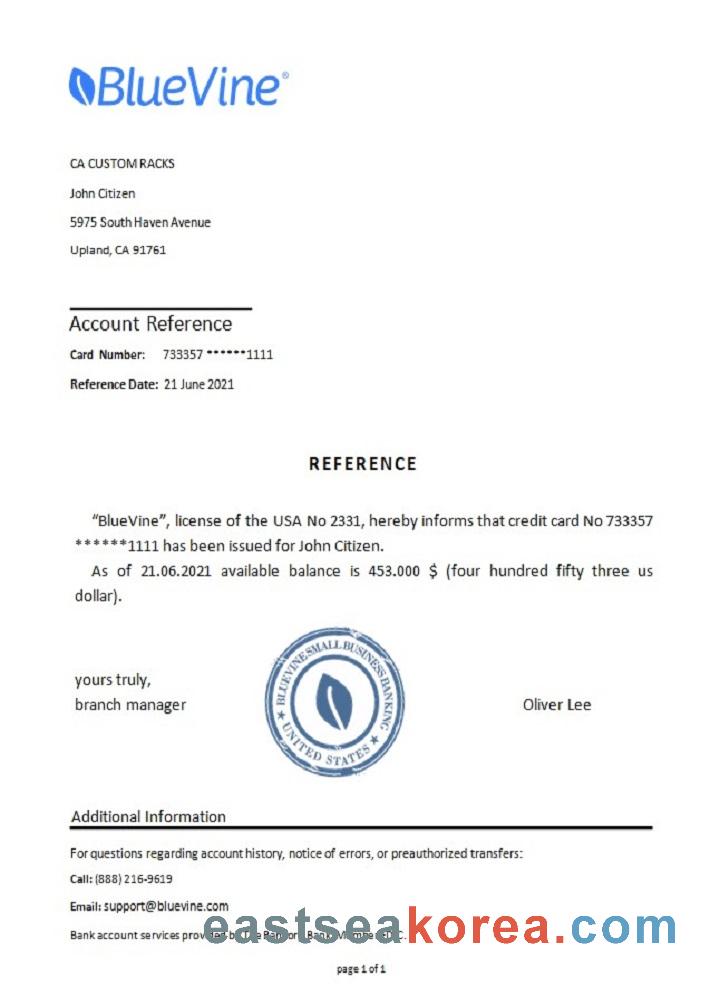 BlueVine®
CA CUSTOM RACKS
John Citizen
5975 South Haven Avenue
Upland, CA 91761
Account Reference
Card Number: 733357 ******1111
Reference Date: 21 June 2021
REFERENCE
“BlueVine”, license of the USA No 2331, hereby informs that credit card No 733357
******1111 has been issued for John Citizen.
As of 21.06.2021 available balance is 453.000 $ (four hundred fifty three us
dollar).
BLUEVINE SMALL BUSINESS BANKING
UNITED STATES
yours truly,
branch manager
Oliver Lee
Additional Information
For questions regarding account history, notice of errors, or preauthorized transfers:
Call: (888) 216-9619
Email: support@bluevine.com
eastseakorea.com
Bank account services provided by The Bancorp Bank, Member FDIC.
page 1 of 1